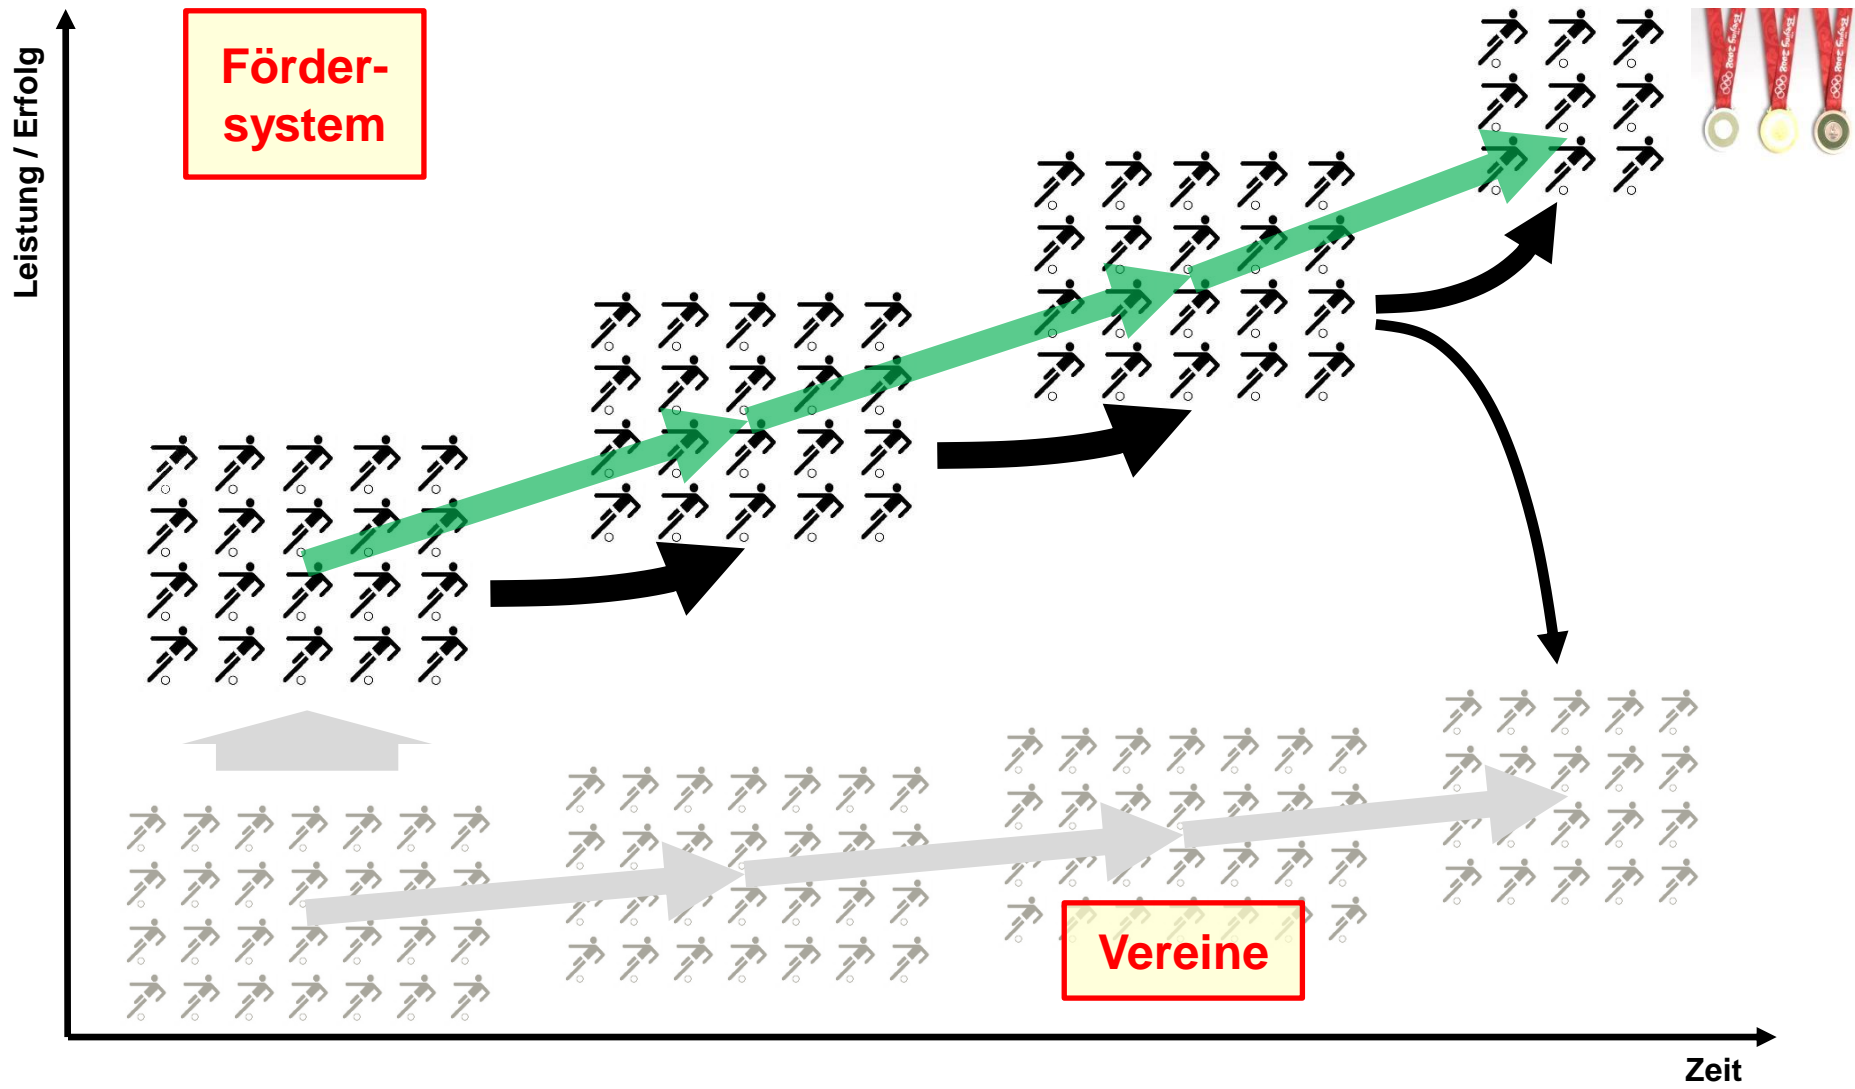 Leistung / Erfolg
Förder-
system
Vereine
Zeit